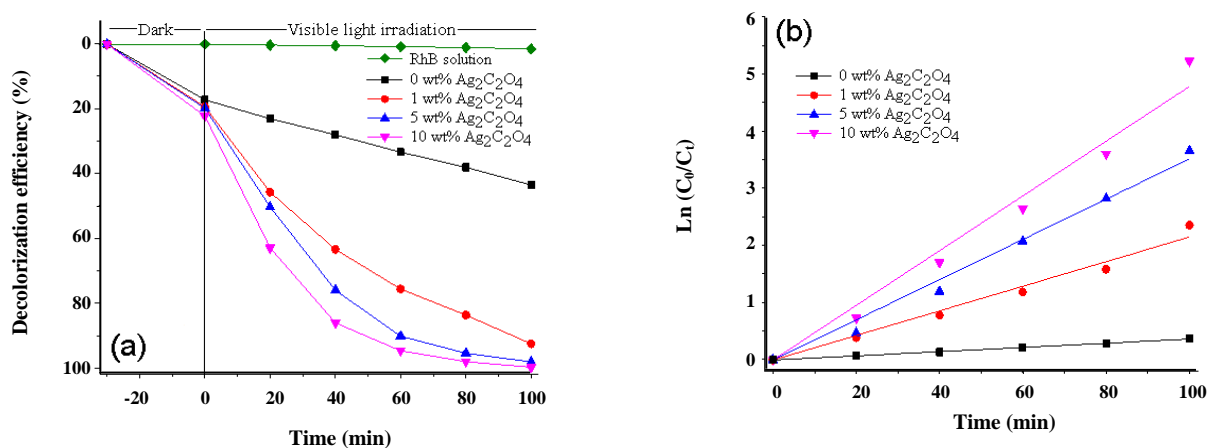 Dark
Visible light irradiation
0
20
40
60
80
100
Decolorization efficiency (%)
RhB solution
0 wt% Ag₂C₂O₄
1 wt% Ag₂C₂O₄
5 wt% Ag₂C₂O₄
10 wt% Ag₂C₂O₄
(a)
-20 0 20 40 60 80 100
Time (min)
(b)
6
5
4
3
2
1
0
Ln (C₀/Cₜ)
0 wt% Ag₂C₂O₄
1 wt% Ag₂C₂O₄
5 wt% Ag₂C₂O₄
10 wt% Ag₂C₂O₄
0 20 40 60 80 100
Time (min)